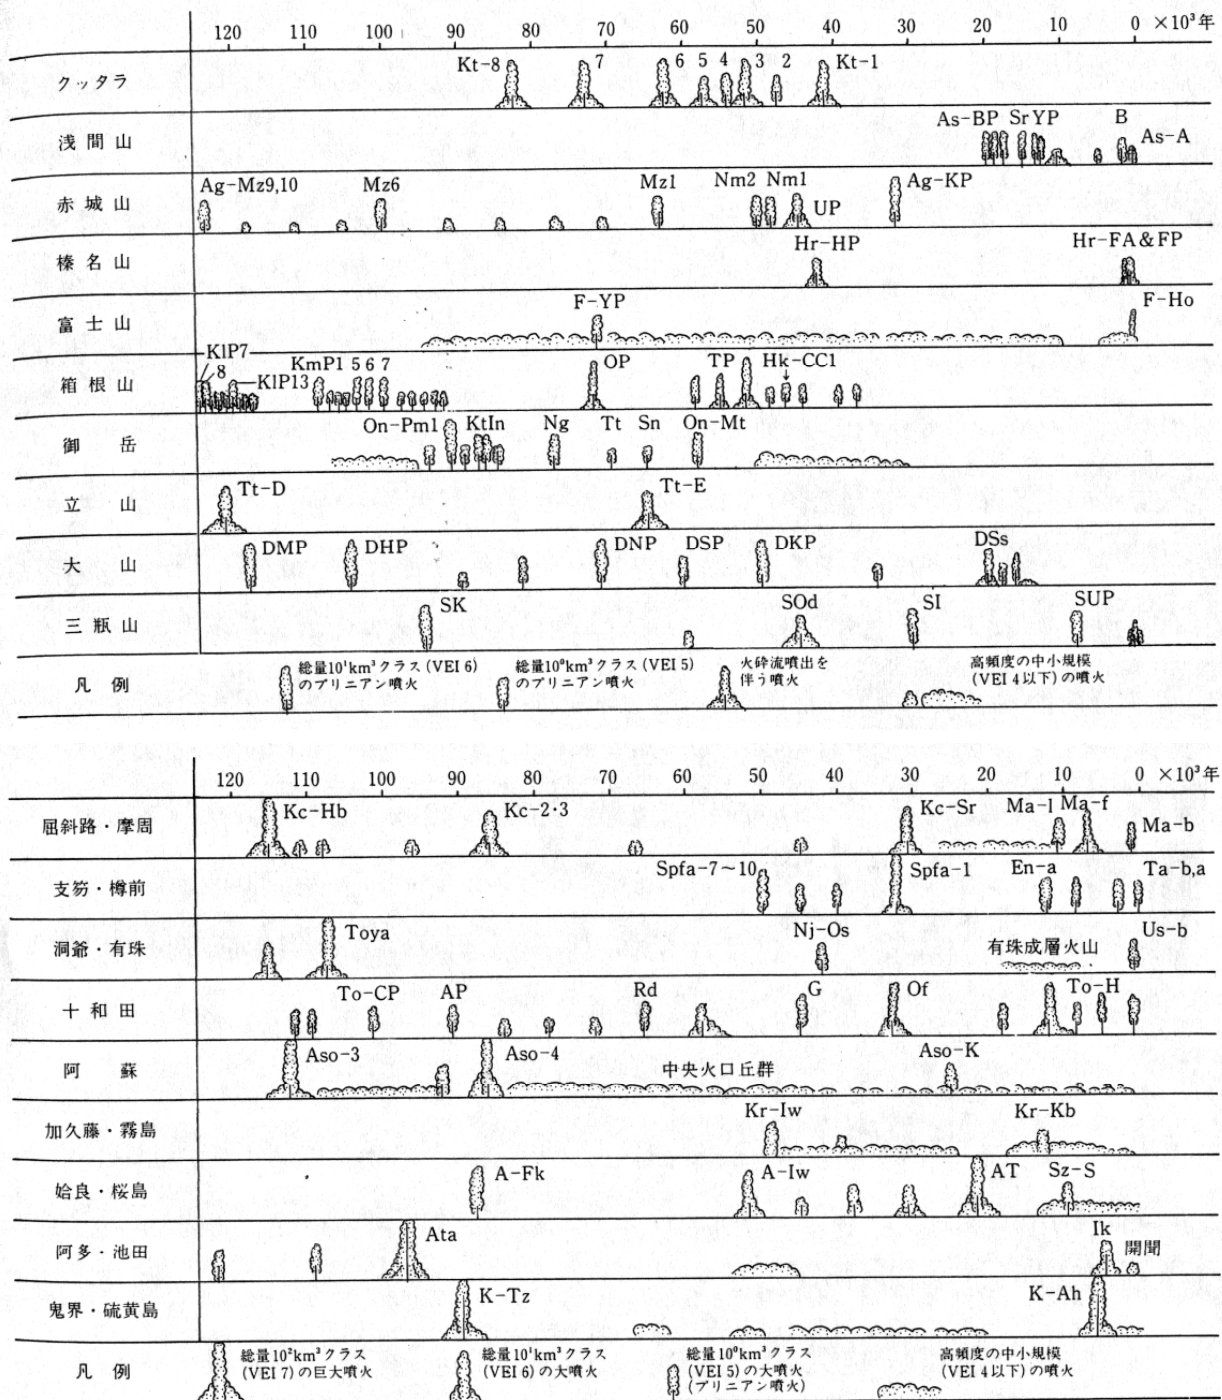 120 110 100 90 80 70 60 50 40 30 20 10 0 ×10³年
クッタラ Kt-8 7 6 5 4 3 2 Kt-1
浅間山 As-BP Sr YP B As-A
赤城山 Ag-Mz9,10 Mz6 Mz1 Nm2 Nm1 UP Ag-KP
榛名山 Hr-HP Hr-FA&FP
富士山 F-YP F-Ho
箱根山 KlP7 8 KlP13 KmP1 5 6 7 OP TP Hk-CC1
御岳 On-Pm1 KtIn Ng Tt Sn On-Mt
立山 Tt-D Tt-E
大山 DMP DHP DNP DSP DKP DSs
三瓶山 SK SOd SI SUP
凡例
総量10¹km³クラス(VEI 6)
のプリニアン噴火
総量10⁰km³クラス(VEI 5)
のプリニアン噴火
火砕流噴出を
伴う噴火
高頻度の中小規模
(VEI 4以下)の噴火
120 110 100 90 80 70 60 50 40 30 20 10 0 ×10³年
屈斜路・摩周 Kc-Hb Kc-2・3 Kc-Sr Ma-l Ma-f Ma-b
支笏・樽前 Spfa-7～10 Spfa-1 En-a Ta-b,a
洞爺・有珠 Toya Nj-Os 有珠成層火山 Us-b
十和田 To-CP AP Rd G Of To-H
阿蘇 Aso-3 Aso-4 中央火口丘群 Aso-K
加久藤・霧島 Kr-Iw Kr-Kb
姶良・桜島 A-Fk A-Iw AT Sz-S
阿多・池田 Ata Ik 開聞
鬼界・硫黄島 K-Tz K-Ah
凡例
総量10²km³クラス
(VEI 7)の巨大噴火
総量10¹km³クラス
(VEI 6)の大噴火
総量10⁰km³クラス
(VEI 5)の大噴火
(プリニアン噴火)
高頻度の中小規模
(VEI 4以下)の噴火